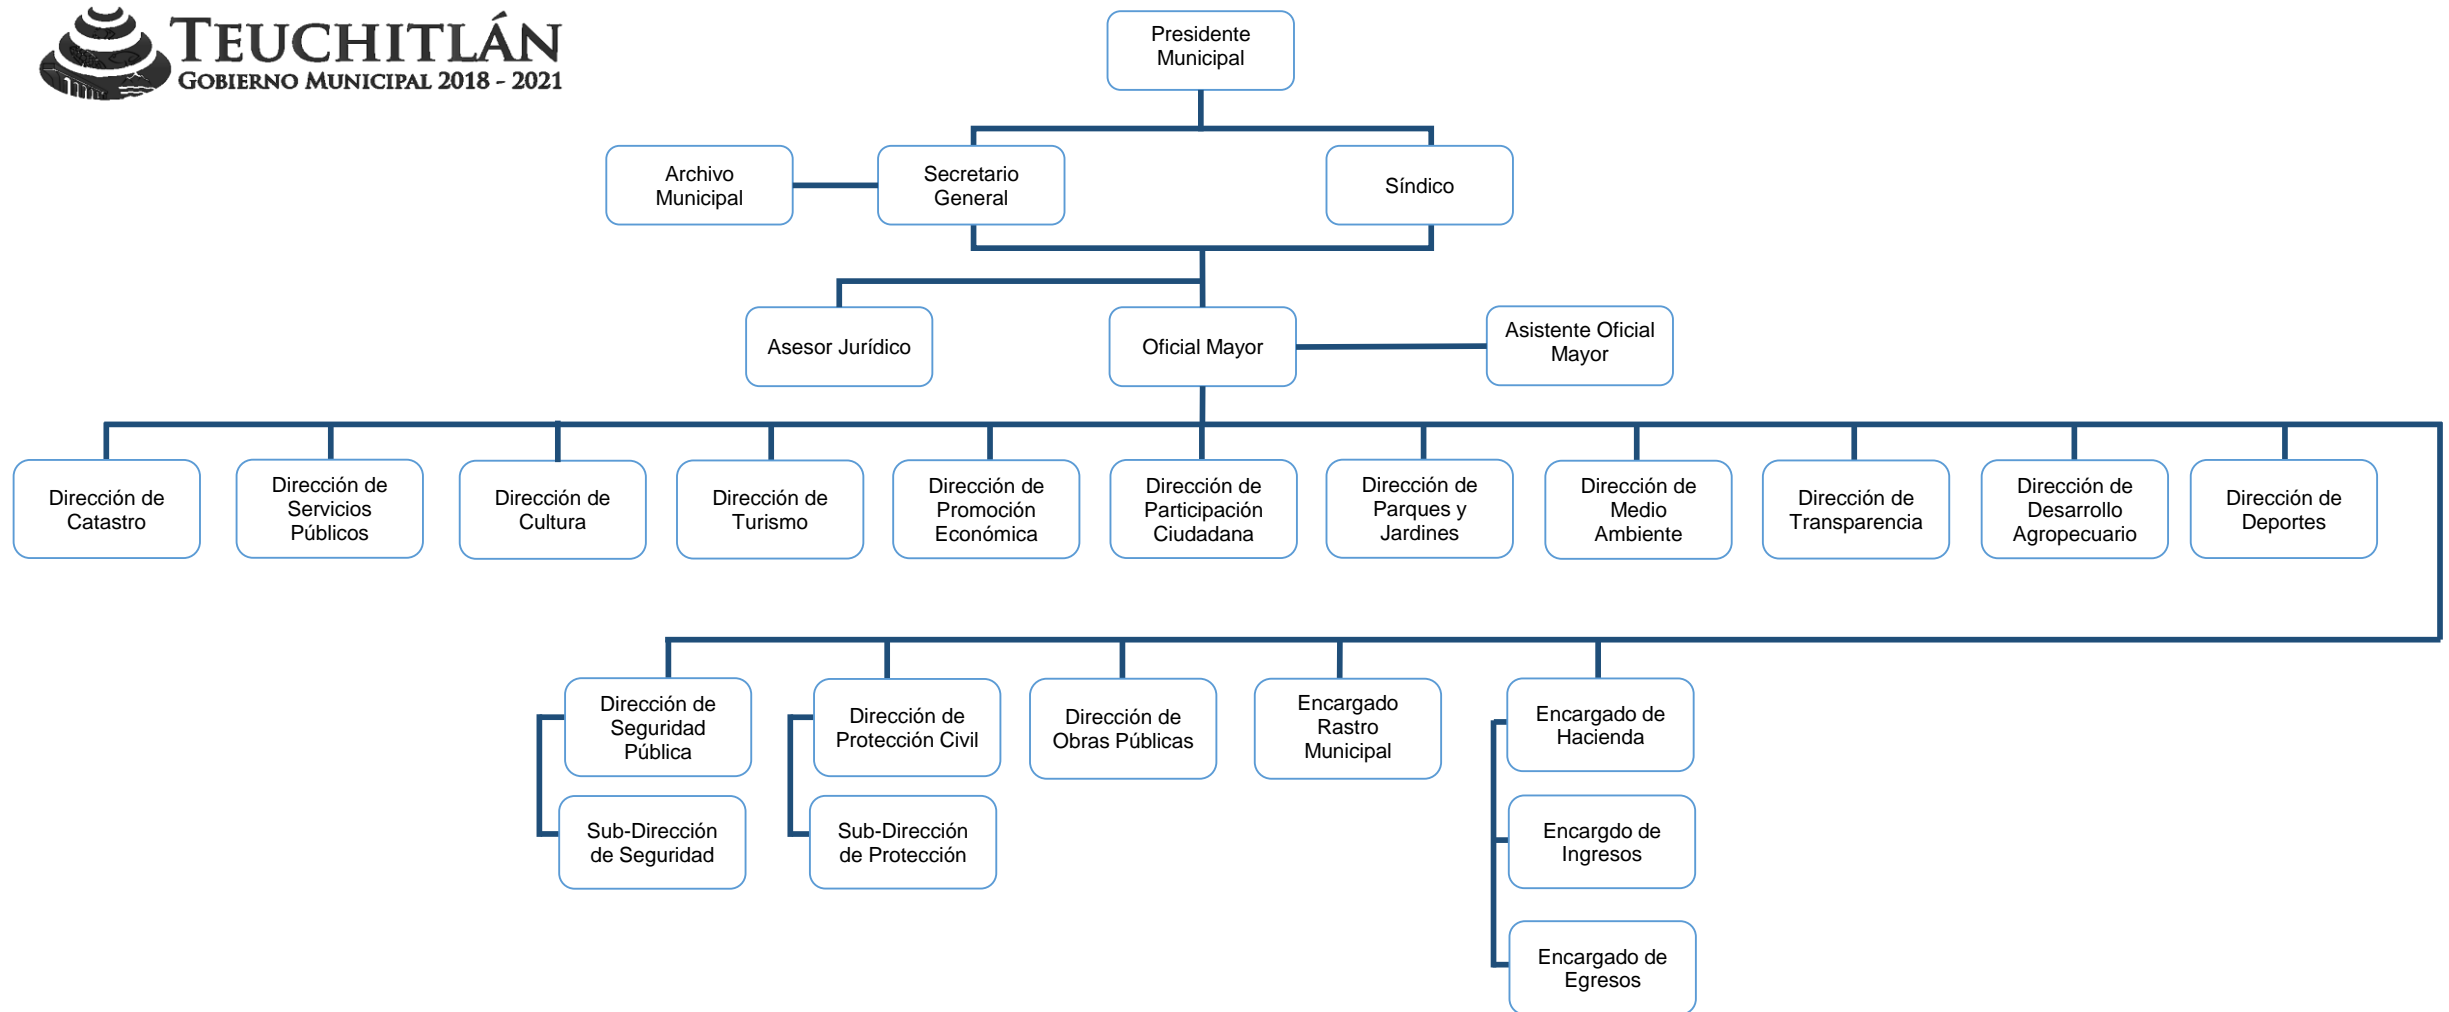 TEUCHITLÁN
GOBIERNO MUNICIPAL 2018 - 2021
Presidente
Municipal
Archivo
Municipal
Secretario
General
Síndico
Asesor Jurídico
Oficial Mayor
Asistente Oficial
Mayor
Dirección de
Catastro
Dirección de
Servicios
Públicos
Dirección de
Cultura
Dirección de
Turismo
Dirección de
Promoción
Económica
Dirección de
Participación
Ciudadana
Dirección de
Parques y
Jardines
Dirección de
Medio
Ambiente
Dirección de
Transparencia
Dirección de
Desarrollo
Agropecuario
Dirección de
Deportes
Dirección de
Seguridad
Pública
Dirección de
Protección Civil
Dirección de
Obras Públicas
Encargado
Rastro
Municipal
Encargado de
Hacienda
Sub-Dirección
de Seguridad
Sub-Dirección
de Protección
Encargdo de
Ingresos
Encargado de
Egresos